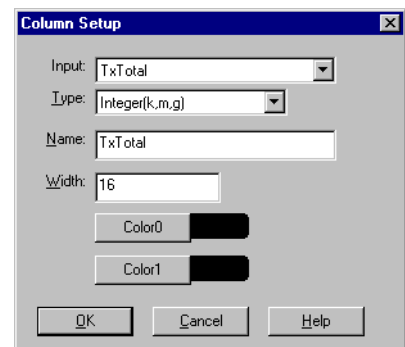 Column Setup
Input: TxTotal
Type: Integer(k,m,g)
Name: TxTotal
Width: 16
Color0
Color1
OK Cancel Help